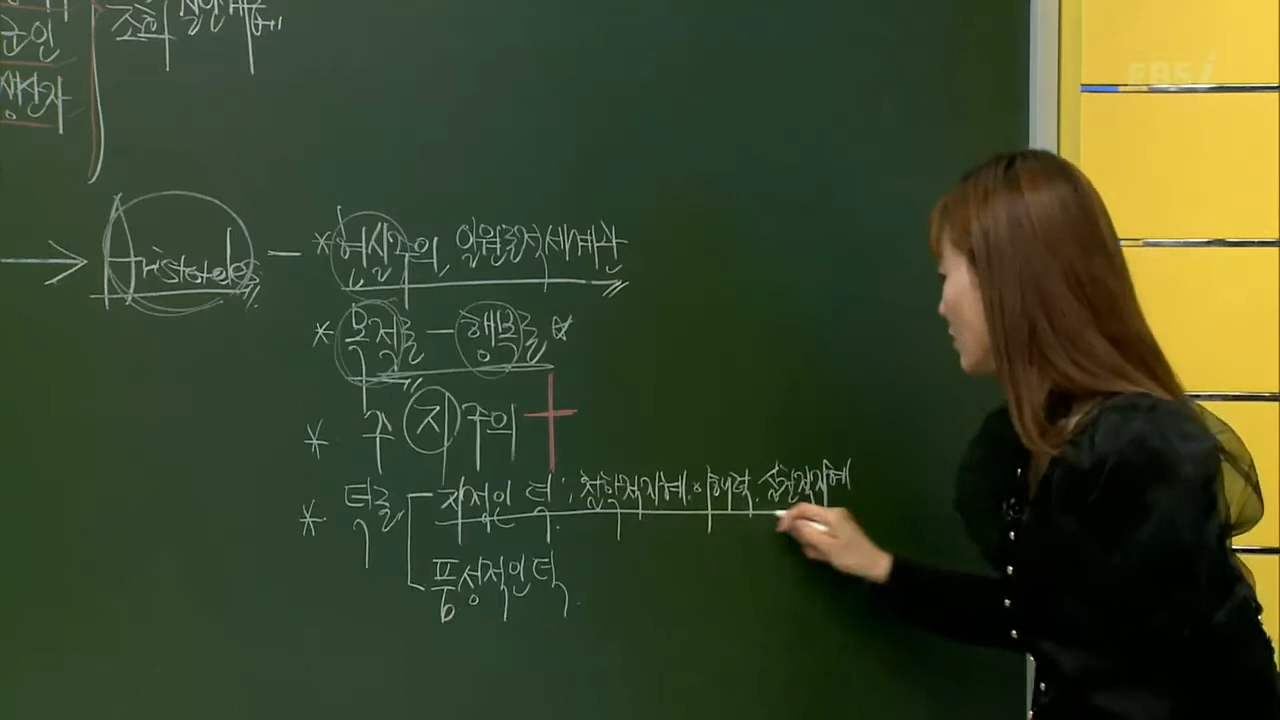 군인
조화
생산자
EBSi
Aristoteles - * 현실주의, 일원론적세계관
* 목적론 - 행복론 ☆
* 주지주의 +
* 덕론 지적인 덕 : 철학적지혜. 이해력. 실천적지혜
품성적인 덕.